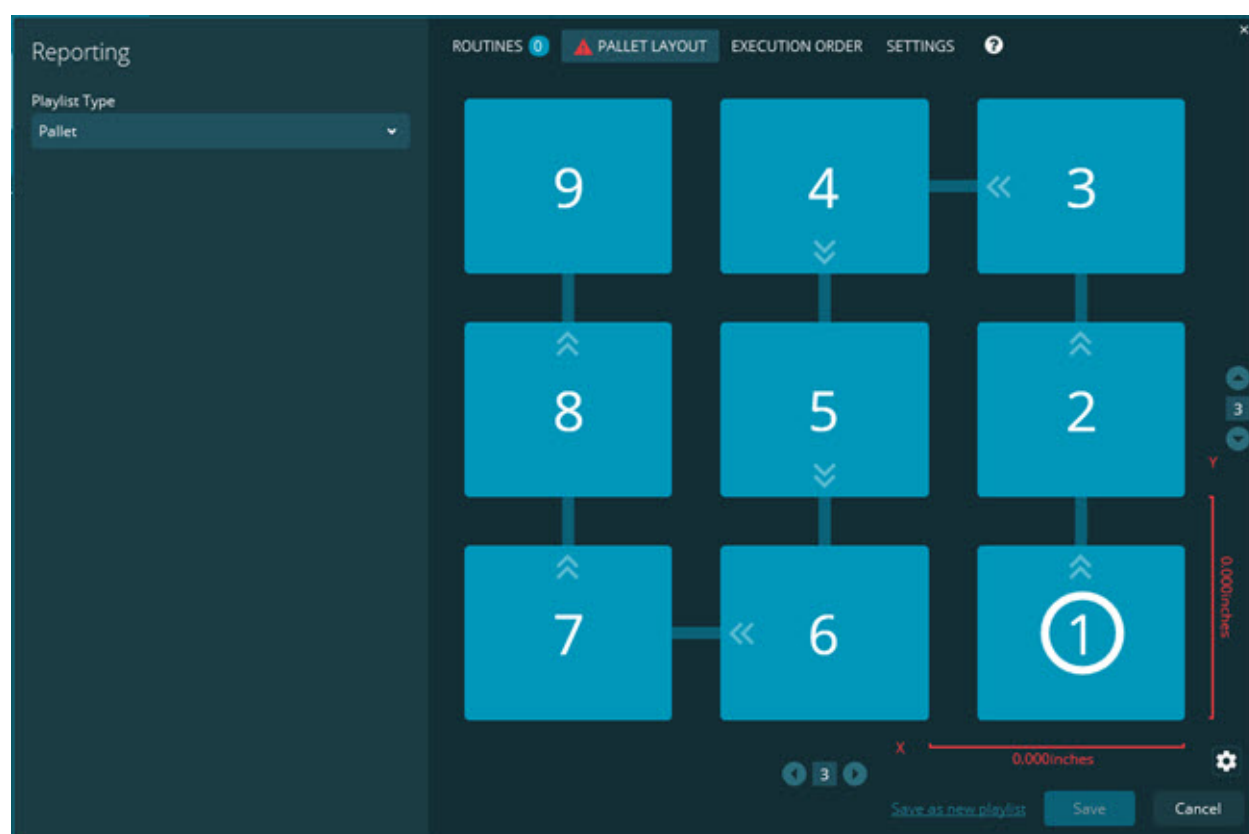 Reporting
Playlist Type
Pallet
ROUTINES 0 PALLET LAYOUT EXECUTION ORDER SETTINGS ?
9 4 3
8 5 2
7 6 1
3
Y
0.000inches
X
0.000inches
3
Save as new playlist Save Cancel